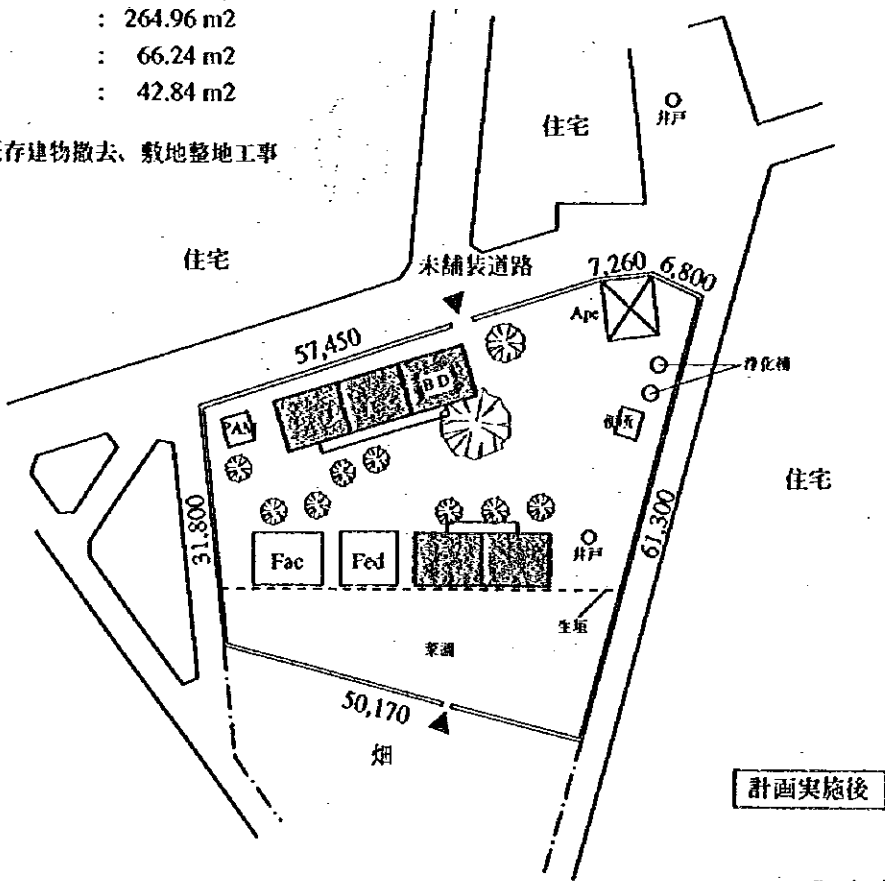 : 264.96 m2
: 66.24 m2
: 42.84 m2
存建物撤去、敷地整地工事
住宅
井戸
住宅
未舗装道路
7,260
6,800
Ape
57,450
BD
浄化槽
PAM
便所
住宅
31,800
61,300
Fac
Fed
井戸
生垣
菜園
50,170
畑
計画実施後